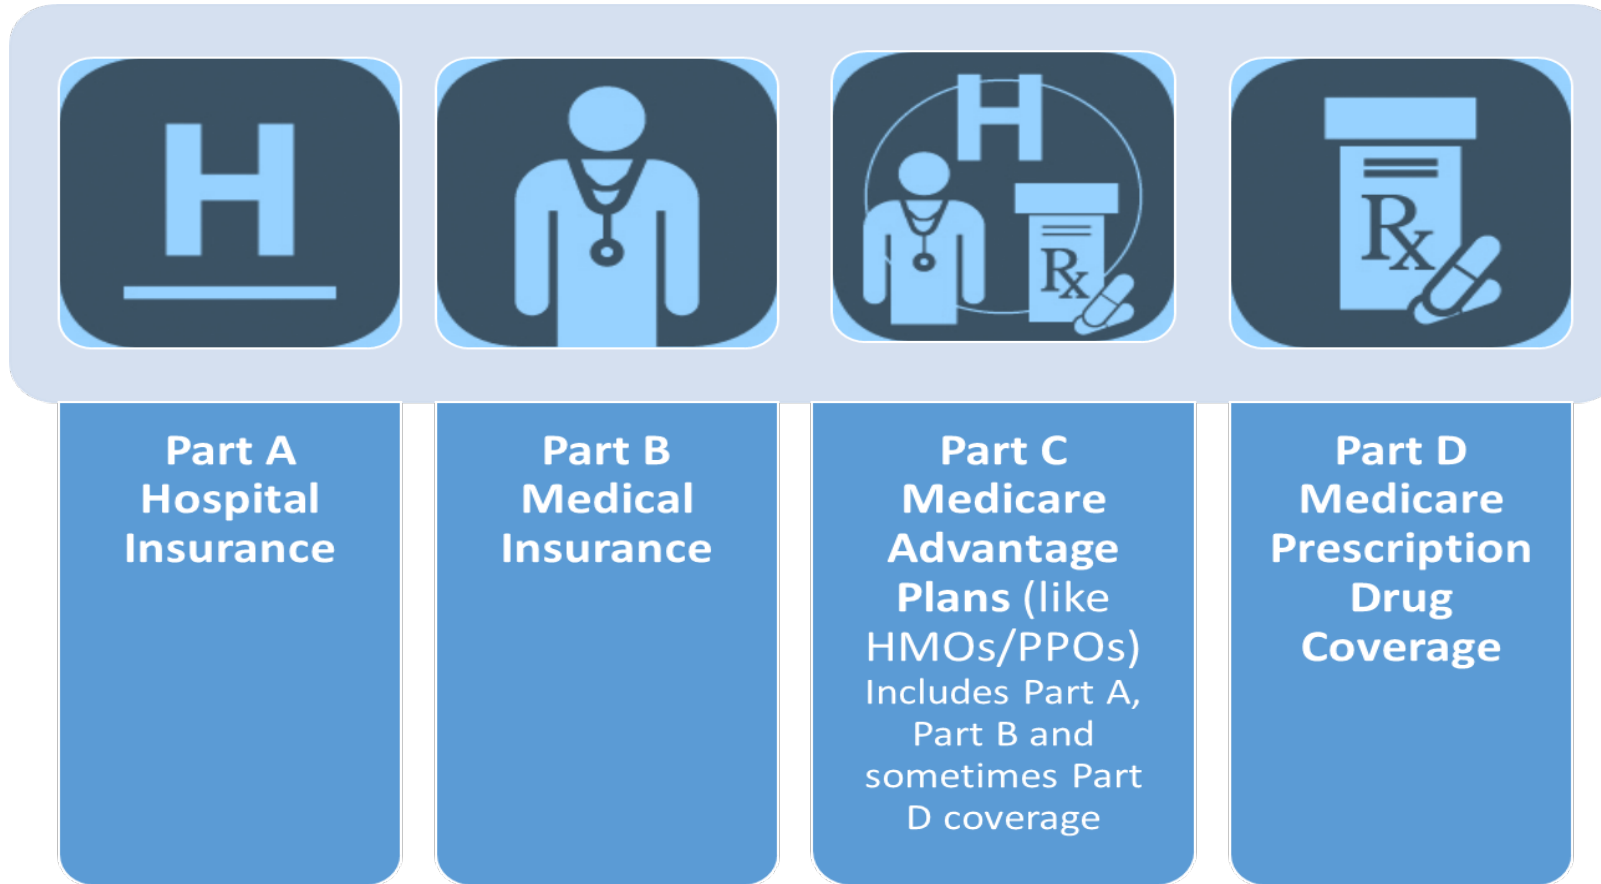 H
H
Rx
Rx
Part A
Hospital
Insurance
Part B
Medical
Insurance
Part C
Medicare
Advantage
Plans (like
HMOs/PPOs)
Includes Part A,
Part B and
sometimes Part
D coverage
Part D
Medicare
Prescription
Drug
Coverage